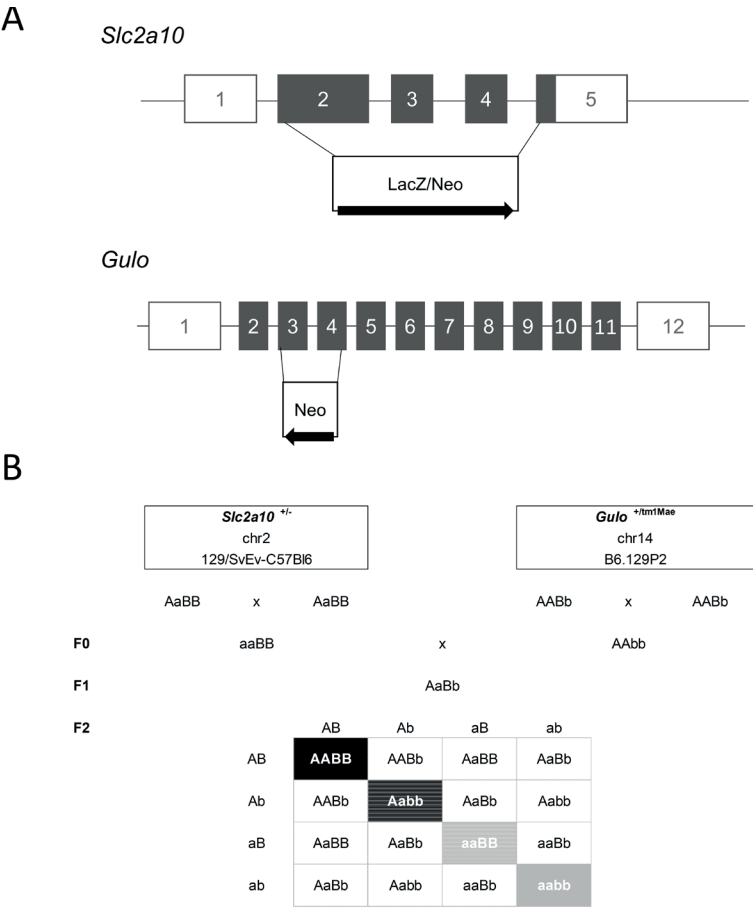 A
Slc2a10
1 2 3 4 5
LacZ/Neo
Gulo
1 2 3 4 5 6 7 8 9 10 11 12
Neo
B
Slc2a10 +/-
chr2
129/SvEv-C57Bl6
Gulo +/tm1Mae
chr14
B6.129P2
AaBB x AaBB AABb x AABb
F0 aaBB x AAbb
F1 AaBb
F2
AB Ab aB ab
AB AABB AABb AaBB AaBb
Ab AABb Aabb AaBb Aabb
aB AaBB AaBb aaBB aaBb
ab AaBb Aabb aaBb aabb